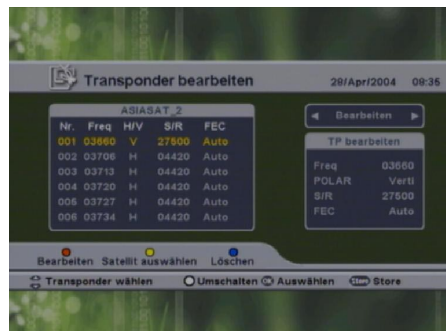 Transponder bearbeiten 28/Apr/2004 09:35
ASIASAT_2
Nr. Freq H/V S/R FEC
001 03660 V 27500 Auto
002 03706 H 04420 Auto
003 03713 H 04420 Auto
004 03720 H 04420 Auto
005 03727 H 04420 Auto
006 03734 H 04420 Auto
Bearbeiten
TP bearbeiten
Freq 03660
POLAR Verti
S/R 27500
FEC Auto
Bearbeiten Satellit auswählen Löschen
Transponder wählen Umschalten OK Auswählen Store Store